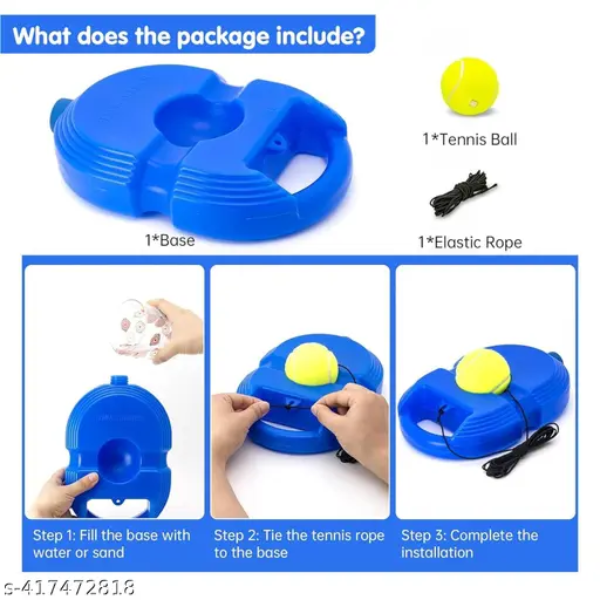 What does the package include?
1*Tennis Ball
1*Base
1*Elastic Rope
Step 1: Fill the base with
water or sand
Step 2: Tie the tennis rope
to the base
Step 3: Complete the
installation
s-417472818